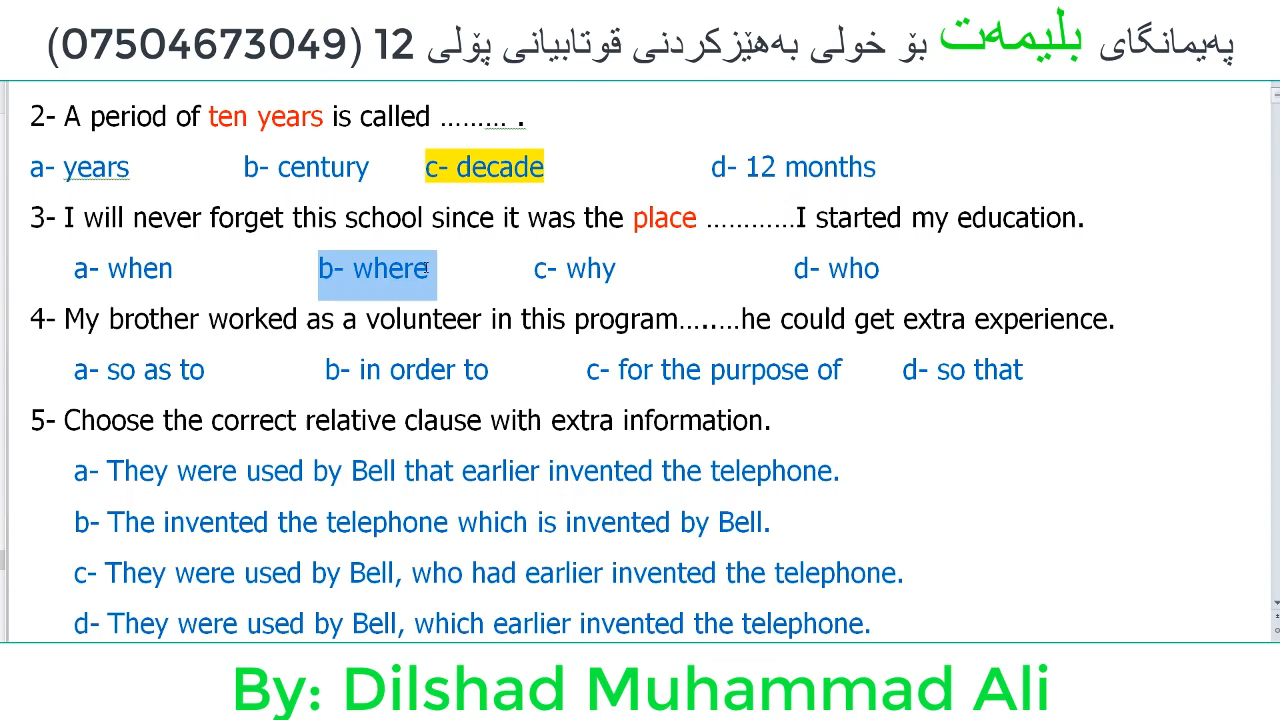 پەیمانگای بلیمەت بۆ خولی بەهێزکردنی قوتابیانی پۆلی 12 (07504673049)
2- A period of ten years is called ……… .
a- years b- century c- decade d- 12 months
3- I will never forget this school since it was the place …………I started my education.
a- when b- where c- why d- who
4- My brother worked as a volunteer in this program…..…he could get extra experience.
a- so as to b- in order to c- for the purpose of d- so that
5- Choose the correct relative clause with extra information.
a- They were used by Bell that earlier invented the telephone.
b- The invented the telephone which is invented by Bell.
c- They were used by Bell, who had earlier invented the telephone.
d- They were used by Bell, which earlier invented the telephone.
By: Dilshad Muhammad Ali